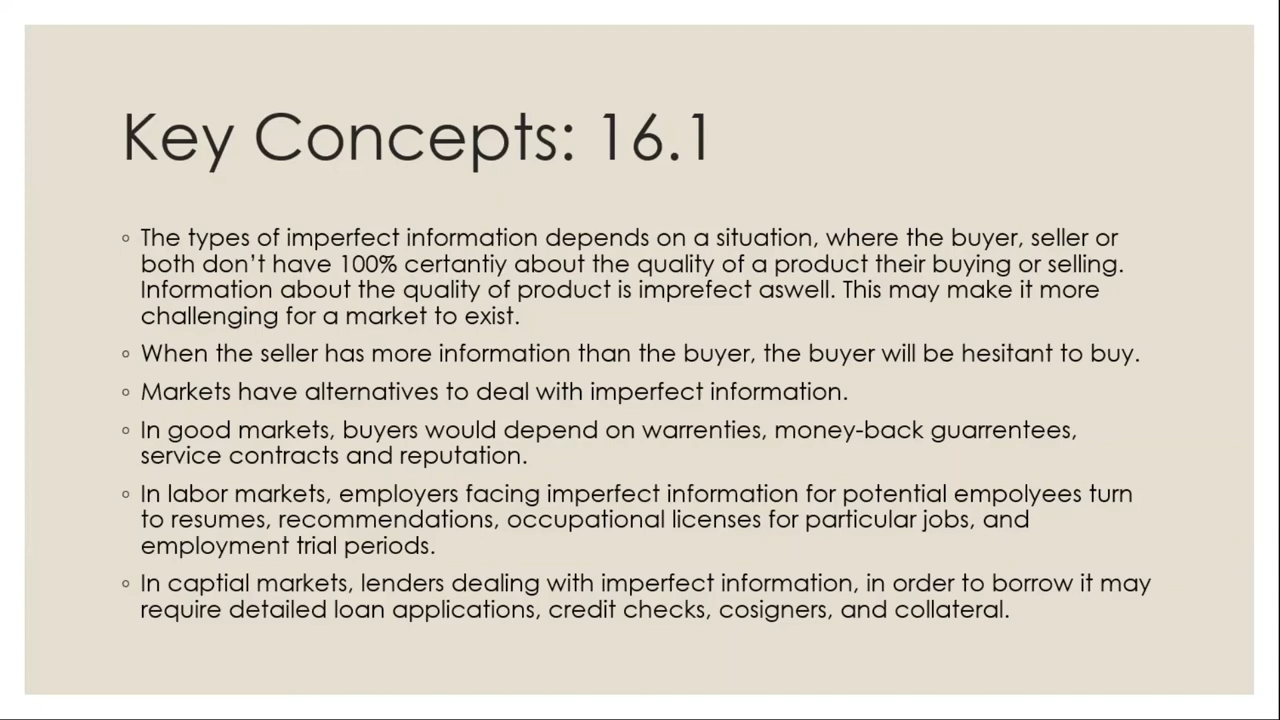 Key Concepts: 16.1
◦ The types of imperfect information depends on a situation, where the buyer, seller or
both don't have 100% certantiy about the quality of a product their buying or selling.
Information about the quality of product is imprefect aswell. This may make it more
challenging for a market to exist.
◦ When the seller has more information than the buyer, the buyer will be hesitant to buy.
◦ Markets have alternatives to deal with imperfect information.
◦ In good markets, buyers would depend on warrenties, money-back guarrentees,
service contracts and reputation.
◦ In labor markets, employers facing imperfect information for potential empolyees turn
to resumes, recommendations, occupational licenses for particular jobs, and
employment trial periods.
◦ In captial markets, lenders dealing with imperfect information, in order to borrow it may
require detailed loan applications, credit checks, cosigners, and collateral.